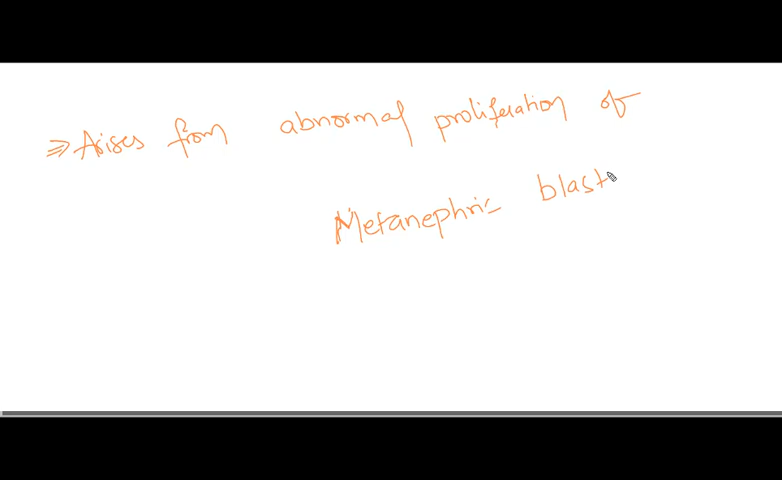 ⇒ Arises from abnormal proliferation of
Metanephric blast